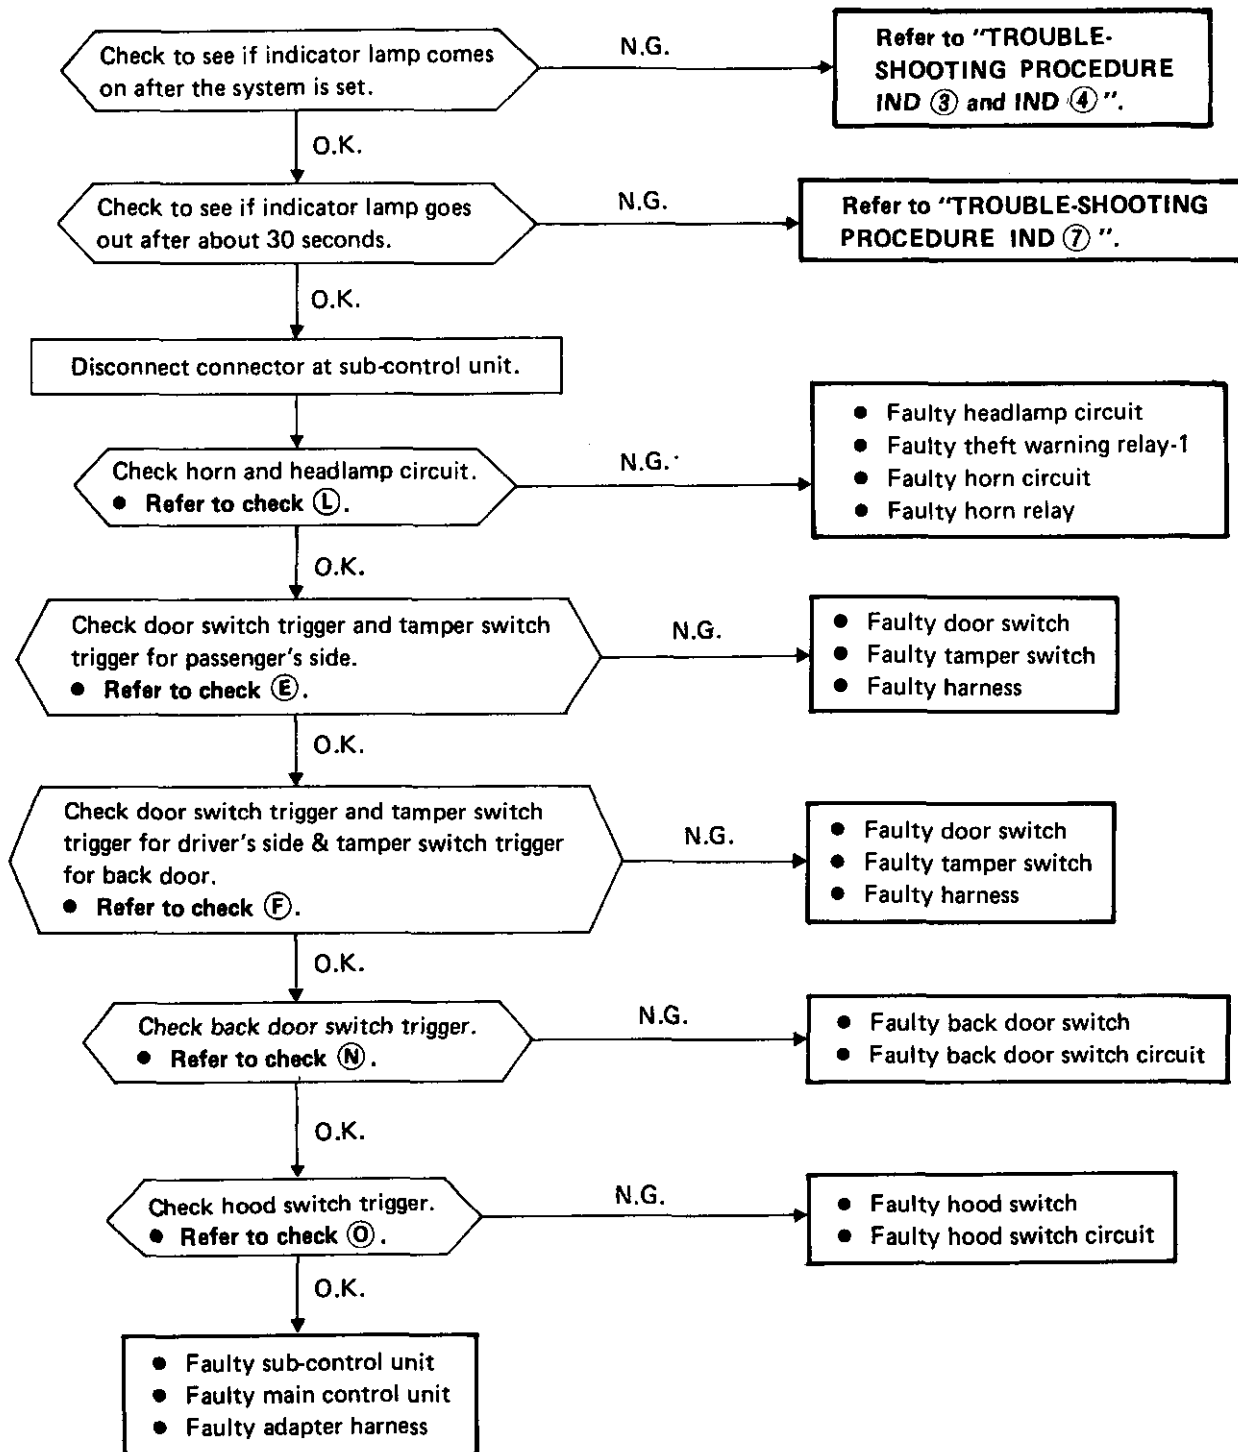 Check to see if indicator lamp comes
on after the system is set.
N.G.
Refer to "TROUBLE-
SHOOTING PROCEDURE
IND ③ and IND ④ ".
O.K.
Check to see if indicator lamp goes
out after about 30 seconds.
N.G.
Refer to "TROUBLE-SHOOTING
PROCEDURE IND ⑦ ".
O.K.
Disconnect connector at sub-control unit.
Check horn and headlamp circuit.
● Refer to check Ⓛ.
N.G.
● Faulty headlamp circuit
● Faulty theft warning relay-1
● Faulty horn circuit
● Faulty horn relay
O.K.
Check door switch trigger and tamper switch
trigger for passenger's side.
● Refer to check Ⓔ.
N.G.
● Faulty door switch
● Faulty tamper switch
● Faulty harness
O.K.
Check door switch trigger and tamper switch
trigger for driver's side & tamper switch trigger
for back door.
● Refer to check Ⓕ.
N.G.
● Faulty door switch
● Faulty tamper switch
● Faulty harness
O.K.
Check back door switch trigger.
● Refer to check Ⓝ.
N.G.
● Faulty back door switch
● Faulty back door switch circuit
O.K.
Check hood switch trigger.
● Refer to check Ⓞ.
N.G.
● Faulty hood switch
● Faulty hood switch circuit
O.K.
● Faulty sub-control unit
● Faulty main control unit
● Faulty adapter harness